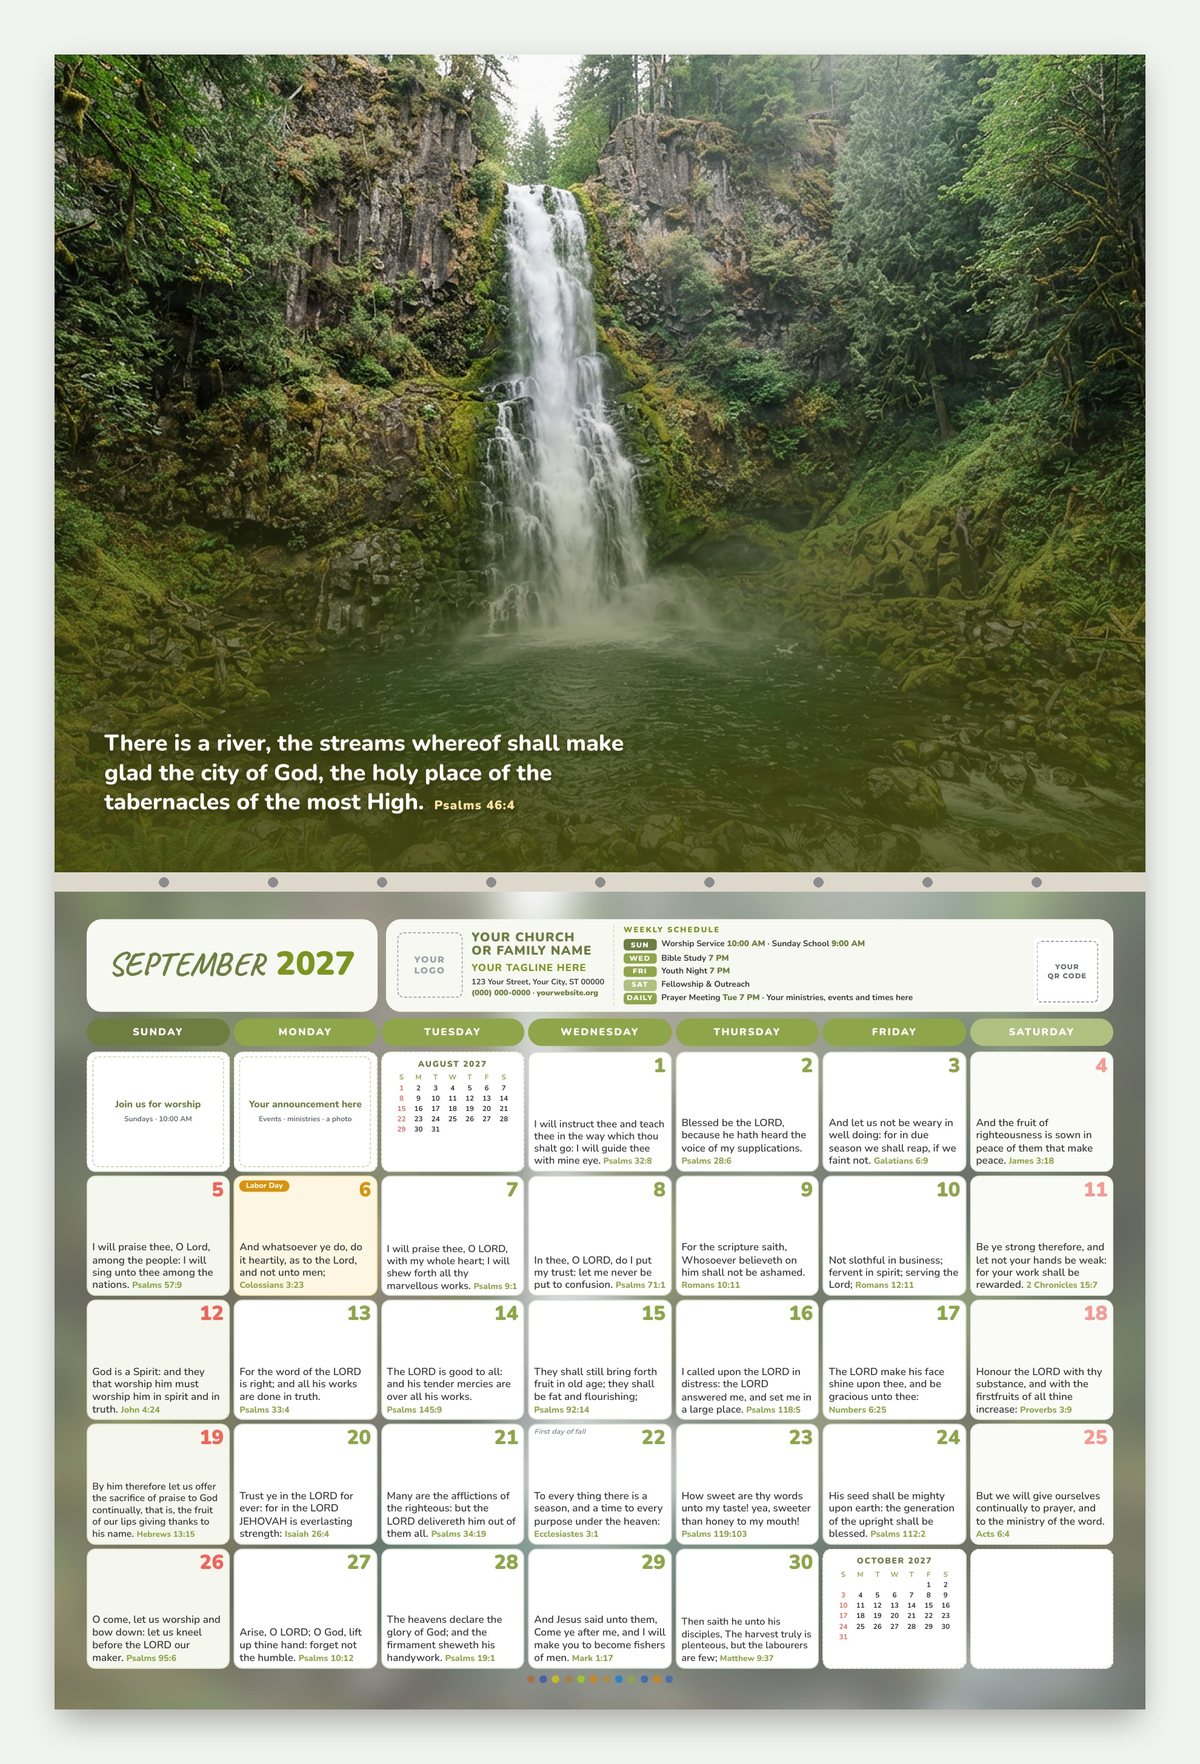 There is a river, the streams whereof shall make
glad the city of God, the holy place of the
tabernacles of the most High. Psalms 46:4
SEPTEMBER 2027
YOUR
LOGO
YOUR CHURCH
OR FAMILY NAME
YOUR TAGLINE HERE
123 Your Street, Your City, ST 00000
(000) 000-0000 · yourwebsite.org
WEEKLY SCHEDULE
SUN Worship Service 10:00 AM · Sunday School 9:00 AM
WED Bible Study 7 PM
FRI Youth Night 7 PM
SAT Fellowship & Outreach
DAILY Prayer Meeting Tue 7 PM · Your ministries, events and times here
YOUR
QR CODE
SUNDAY MONDAY TUESDAY WEDNESDAY THURSDAY FRIDAY SATURDAY
Join us for worship
Sundays · 10:00 AM
Your announcement here
Events · ministries · a photo
AUGUST 2027
S M T W T F S
1 2 3 4 5 6 7
8 9 10 11 12 13 14
15 16 17 18 19 20 21
22 23 24 25 26 27 28
29 30 31
1
I will instruct thee and teach
thee in the way which thou
shalt go: I will guide thee
with mine eye. Psalms 32:8
2
Blessed be the LORD,
because he hath heard the
voice of my supplications.
Psalms 28:6
3
And let us not be weary in
well doing: for in due
season we shall reap, if we
faint not. Galatians 6:9
4
And the fruit of
righteousness is sown in
peace of them that make
peace. James 3:18
5
I will praise thee, O Lord,
among the people: I will
sing unto thee among the
nations. Psalms 57:9
Labor Day
6
And whatsoever ye do, do
it heartily, as to the Lord,
and not unto men;
Colossians 3:23
7
I will praise thee, O LORD,
with my whole heart; I will
shew forth all thy
marvellous works. Psalms 9:1
8
In thee, O LORD, do I put
my trust: let me never be
put to confusion. Psalms 71:1
9
For the scripture saith,
Whosoever believeth on
him shall not be ashamed.
Romans 10:11
10
Not slothful in business;
fervent in spirit; serving the
Lord; Romans 12:11
11
Be ye strong therefore, and
let not your hands be weak:
for your work shall be
rewarded. 2 Chronicles 15:7
12
God is a Spirit: and they
that worship him must
worship him in spirit and in
truth. John 4:24
13
For the word of the LORD
is right; and all his works
are done in truth.
Psalms 33:4
14
The LORD is good to all:
and his tender mercies are
over all his works.
Psalms 145:9
15
They shall still bring forth
fruit in old age; they shall
be fat and flourishing;
Psalms 92:14
16
I called upon the LORD in
distress: the LORD
answered me, and set me in
a large place. Psalms 118:5
17
The LORD make his face
shine upon thee, and be
gracious unto thee:
Numbers 6:25
18
Honour the LORD with thy
substance, and with the
firstfruits of all thine
increase: Proverbs 3:9
19
By him therefore let us offer
the sacrifice of praise to God
continually, that is, the fruit
of our lips giving thanks to
his name. Hebrews 13:15
20
Trust ye in the LORD for
ever: for in the LORD
JEHOVAH is everlasting
strength: Isaiah 26:4
21
Many are the afflictions of
the righteous: but the
LORD delivereth him out of
them all. Psalms 34:19
First day of fall
22
To every thing there is a
season, and a time to every
purpose under the heaven:
Ecclesiastes 3:1
23
How sweet are thy words
unto my taste! yea, sweeter
than honey to my mouth!
Psalms 119:103
24
His seed shall be mighty
upon earth: the generation
of the upright shall be
blessed. Psalms 112:2
25
But we will give ourselves
continually to prayer, and
to the ministry of the word.
Acts 6:4
26
O come, let us worship and
bow down: let us kneel
before the LORD our
maker. Psalms 95:6
27
Arise, O LORD; O God, lift
up thine hand: forget not
the humble. Psalms 10:12
28
The heavens declare the
glory of God; and the
firmament sheweth his
handywork. Psalms 19:1
29
And Jesus said unto them,
Come ye after me, and I will
make you to become fishers
of men. Mark 1:17
30
Then saith he unto his
disciples, The harvest truly is
plenteous, but the labourers
are few; Matthew 9:37
OCTOBER 2027
S M T W T F S
1 2
3 4 5 6 7 8 9
10 11 12 13 14 15 16
17 18 19 20 21 22 23
24 25 26 27 28 29 30
31